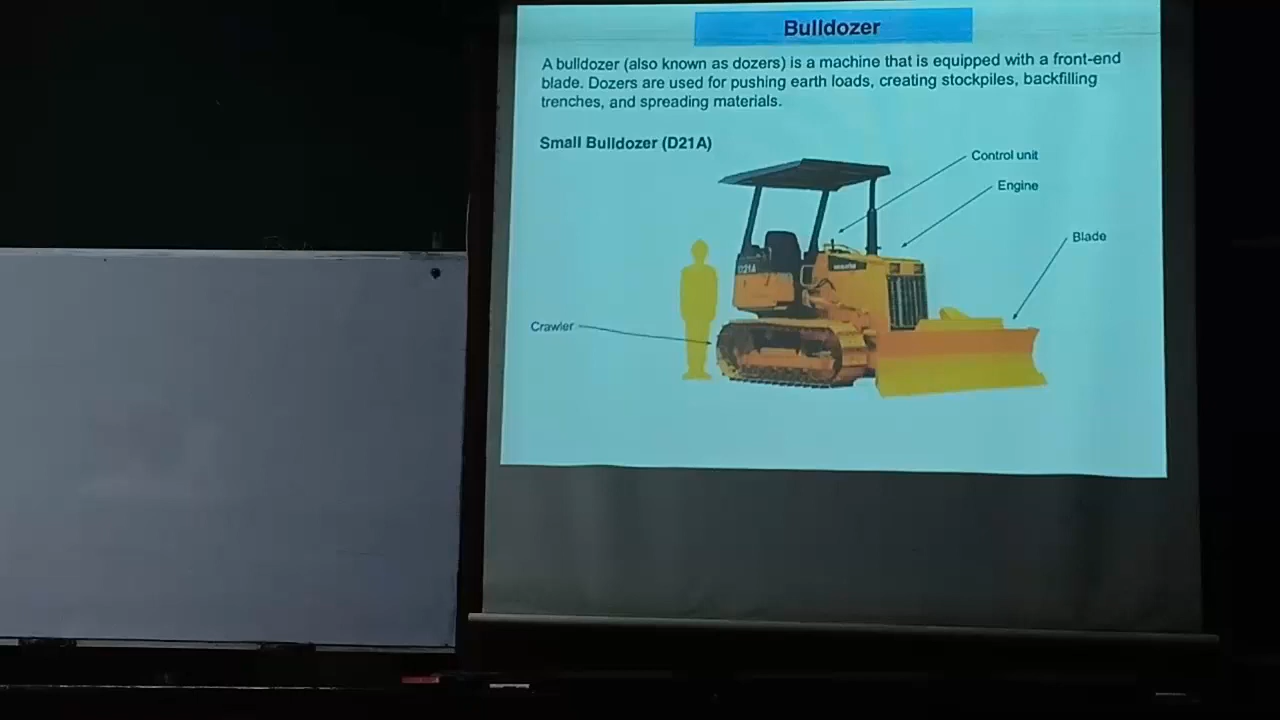 Bulldozer
A bulldozer (also known as dozers) is a machine that is equipped with a front-end
blade. Dozers are used for pushing earth loads, creating stockpiles, backfilling
trenches, and spreading materials.
Small Bulldozer (D21A)
Control unit
Engine
Blade
D21A
Crawler